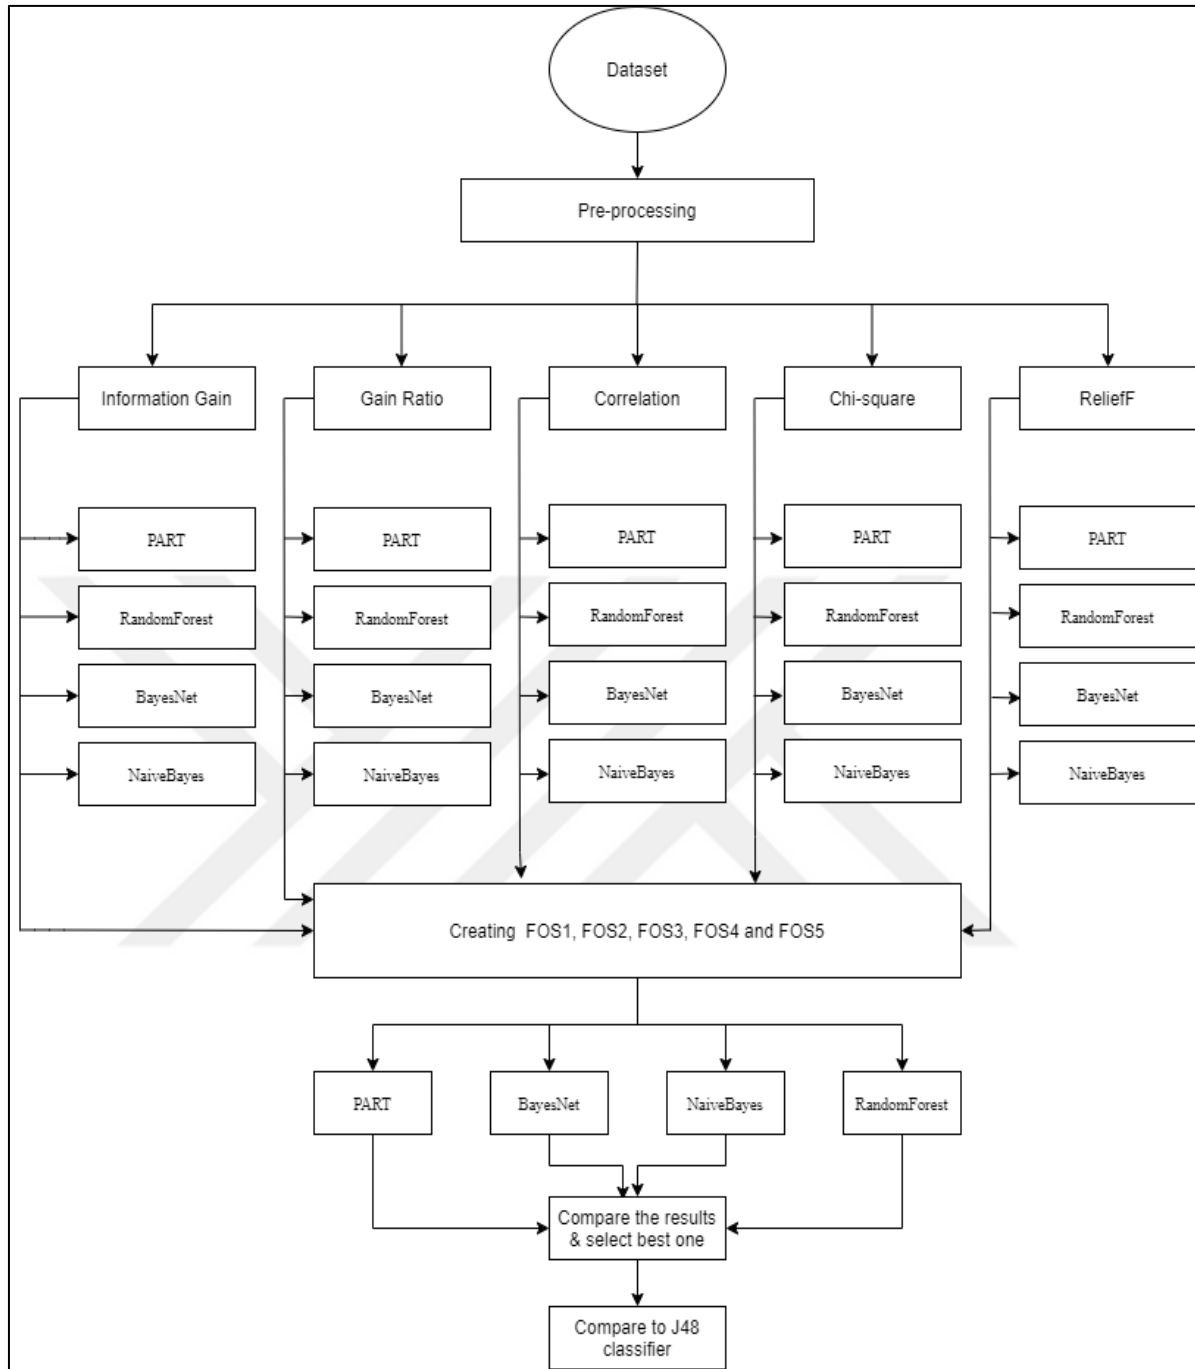 Dataset
Pre-processing
Information Gain
Gain Ratio
Correlation
Chi-square
ReliefF
PART
PART
PART
PART
PART
RandomForest
RandomForest
RandomForest
RandomForest
RandomForest
BayesNet
BayesNet
BayesNet
BayesNet
BayesNet
NaiveBayes
NaiveBayes
NaiveBayes
NaiveBayes
NaiveBayes
Creating FOS1, FOS2, FOS3, FOS4 and FOS5
PART
BayesNet
NaiveBayes
RandomForest
Compare the results
& select best one
Compare to J48
classifier